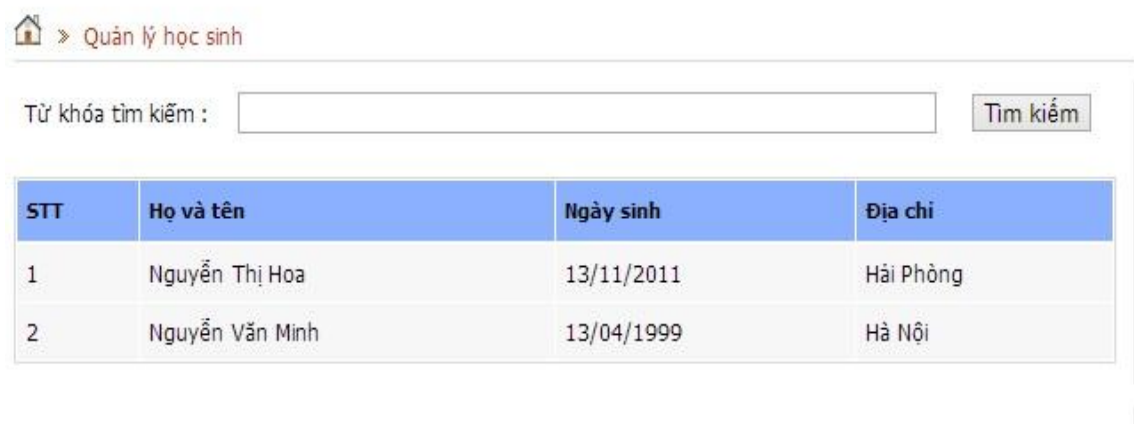 » Quản lý học sinh
Từ khóa tìm kiếm : Tìm kiếm
STT Họ và tên Ngày sinh Địa chỉ
1 Nguyễn Thị Hoa 13/11/2011 Hải Phòng
2 Nguyễn Văn Minh 13/04/1999 Hà Nội